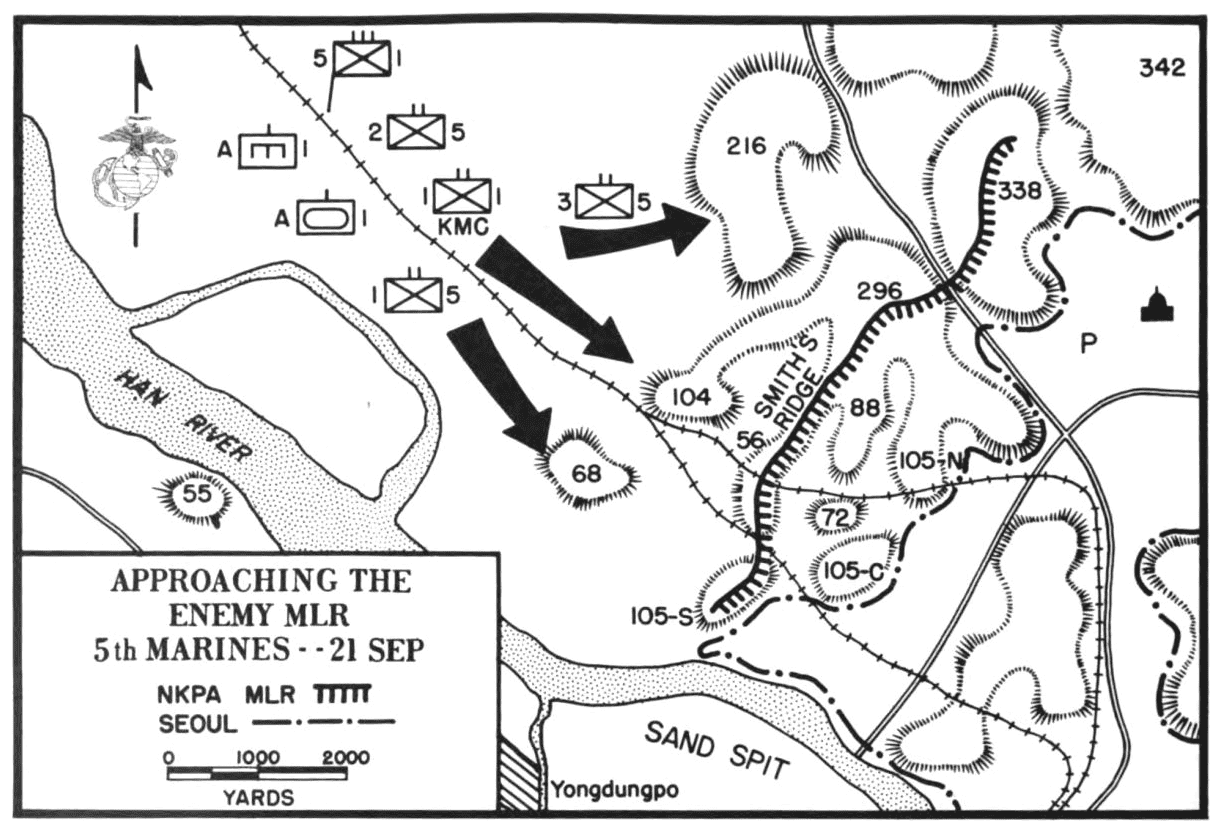 5 1
342
2 5
A 1
216
1
KMC
3 5
338
A 1
1 5
296
P
HAN RIVER
104
SMITH S RIDGE
88
56
68
105-N
55
72
105-C
105-S
APPROACHING THE
ENEMY MLR
5th MARINES - - 21 SEP
NKPA MLR
SEOUL
0 1000 2000
YARDS
SAND SPIT
Yongdungpo